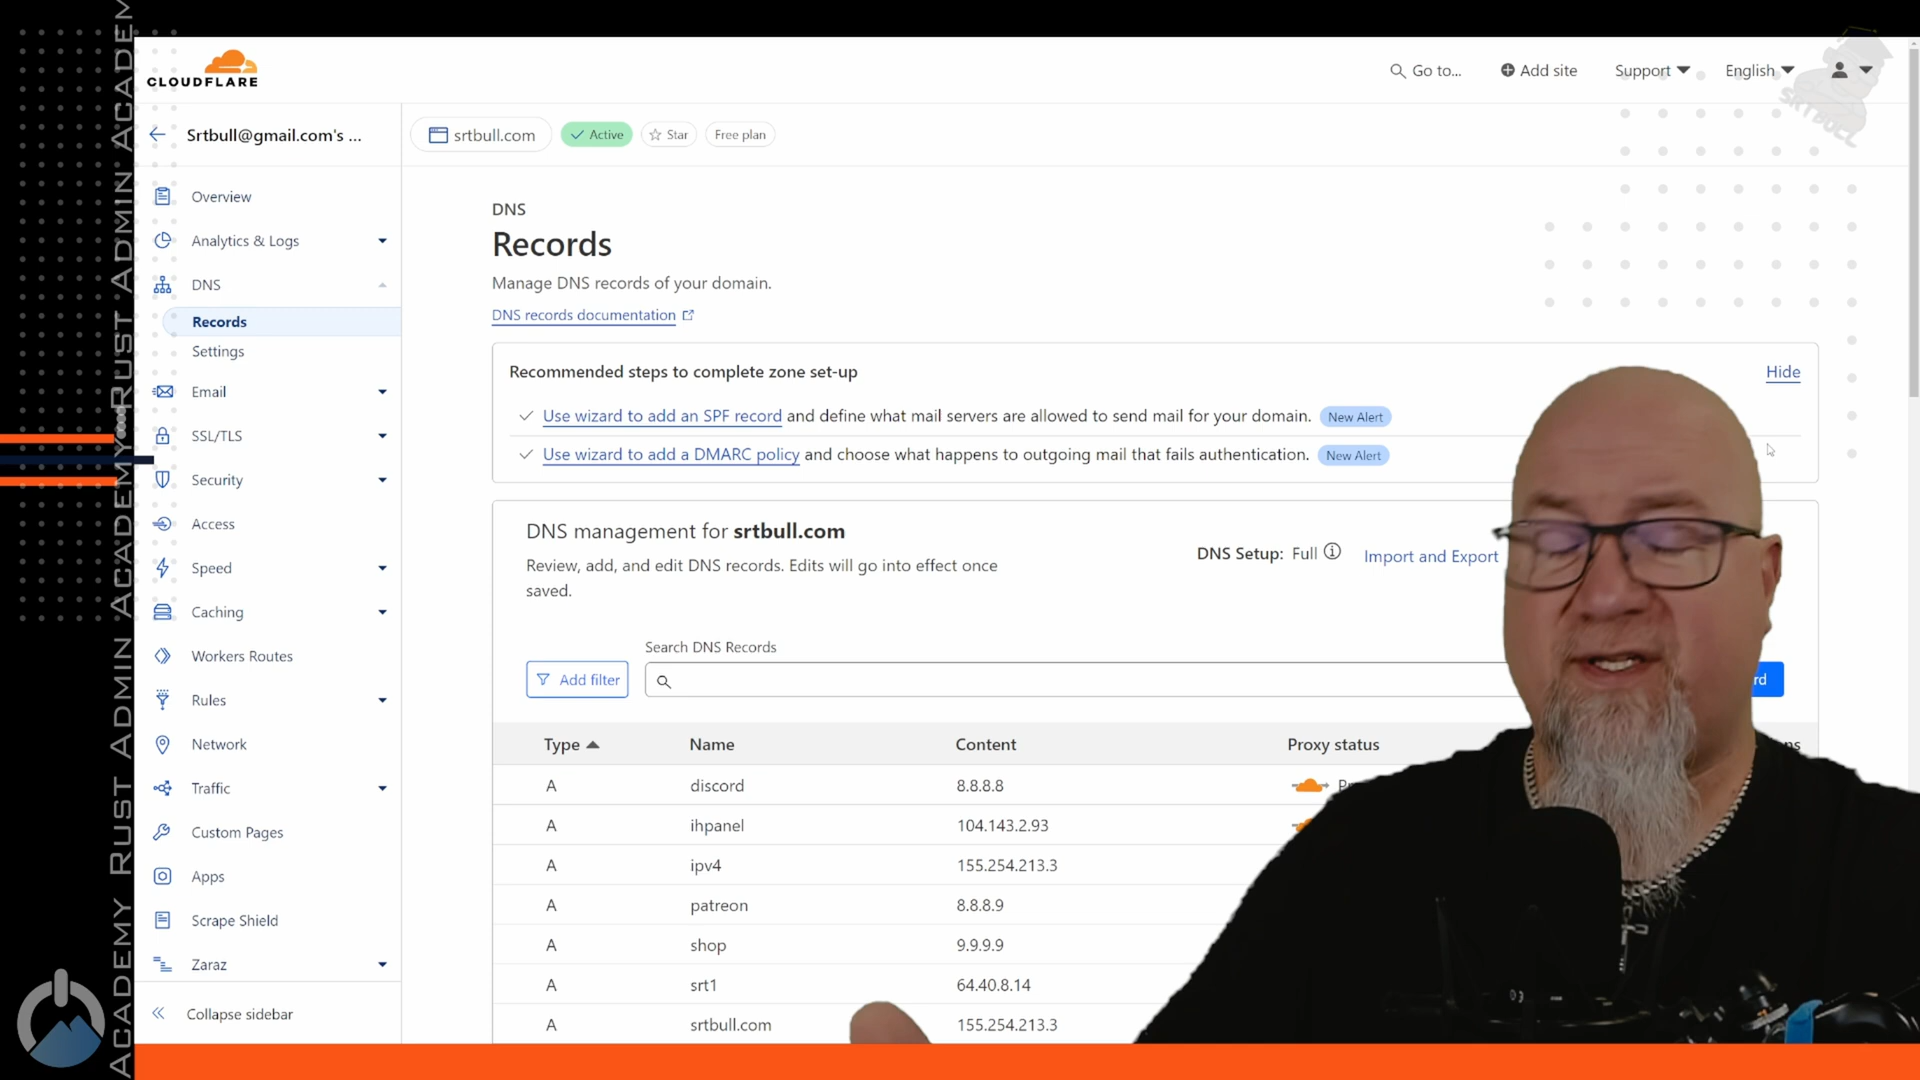 ACADEMY RUST ADMIN ACADEMY RUST ADMIN ACADEM
CLOUDFLARE
Go to...
Add site
Support
English
SRTBULL
Srtbull@gmail.com's ...
srtbull.com
Active
Star
Free plan
Overview
Analytics & Logs
DNS
Records
Settings
Email
SSL/TLS
Security
Access
Speed
Caching
Workers Routes
Rules
Network
Traffic
Custom Pages
Apps
Scrape Shield
Zaraz
Collapse sidebar
DNS
Records
Manage DNS records of your domain.
DNS records documentation
Recommended steps to complete zone set-up
Hide
Use wizard to add an SPF record and define what mail servers are allowed to send mail for your domain. New Alert
Use wizard to add a DMARC policy and choose what happens to outgoing mail that fails authentication. New Alert
DNS management for srtbull.com
Review, add, and edit DNS records. Edits will go into effect once
saved.
DNS Setup: Full
Import and Export
Search DNS Records
Add filter
rd
Type Name Content Proxy status
A discord 8.8.8.8
A ihpanel 104.143.2.93
A ipv4 155.254.213.3
A patreon 8.8.8.9
A shop 9.9.9.9
A srt1 64.40.8.14
A srtbull.com 155.254.213.3